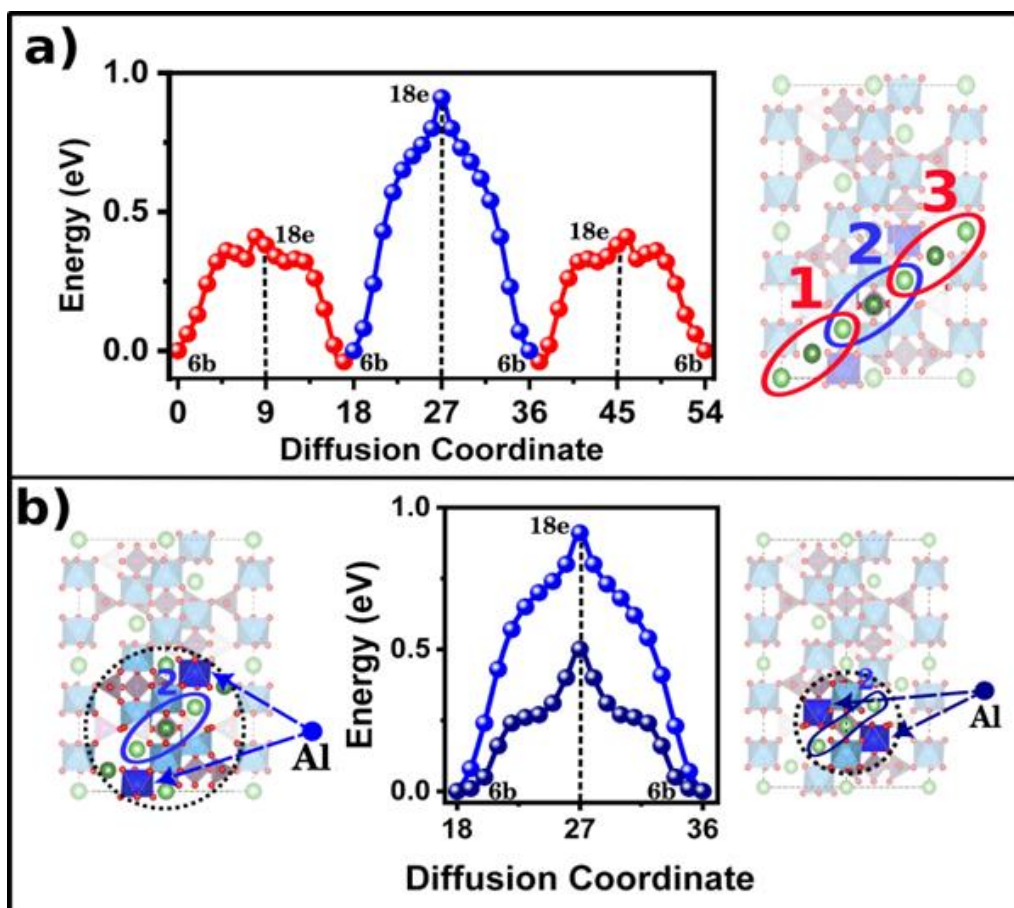 a)
1.0
0.5
0.0
Energy (eV)
18e
18e
18e
6b
6b
6b
6b
0 9 18 27 36 45 54
Diffusion Coordinate
1
2
3
b)
2
Al
1.0
0.5
0.0
Energy (eV)
18e
6b
6b
18 27 36
Diffusion Coordinate
2
Al